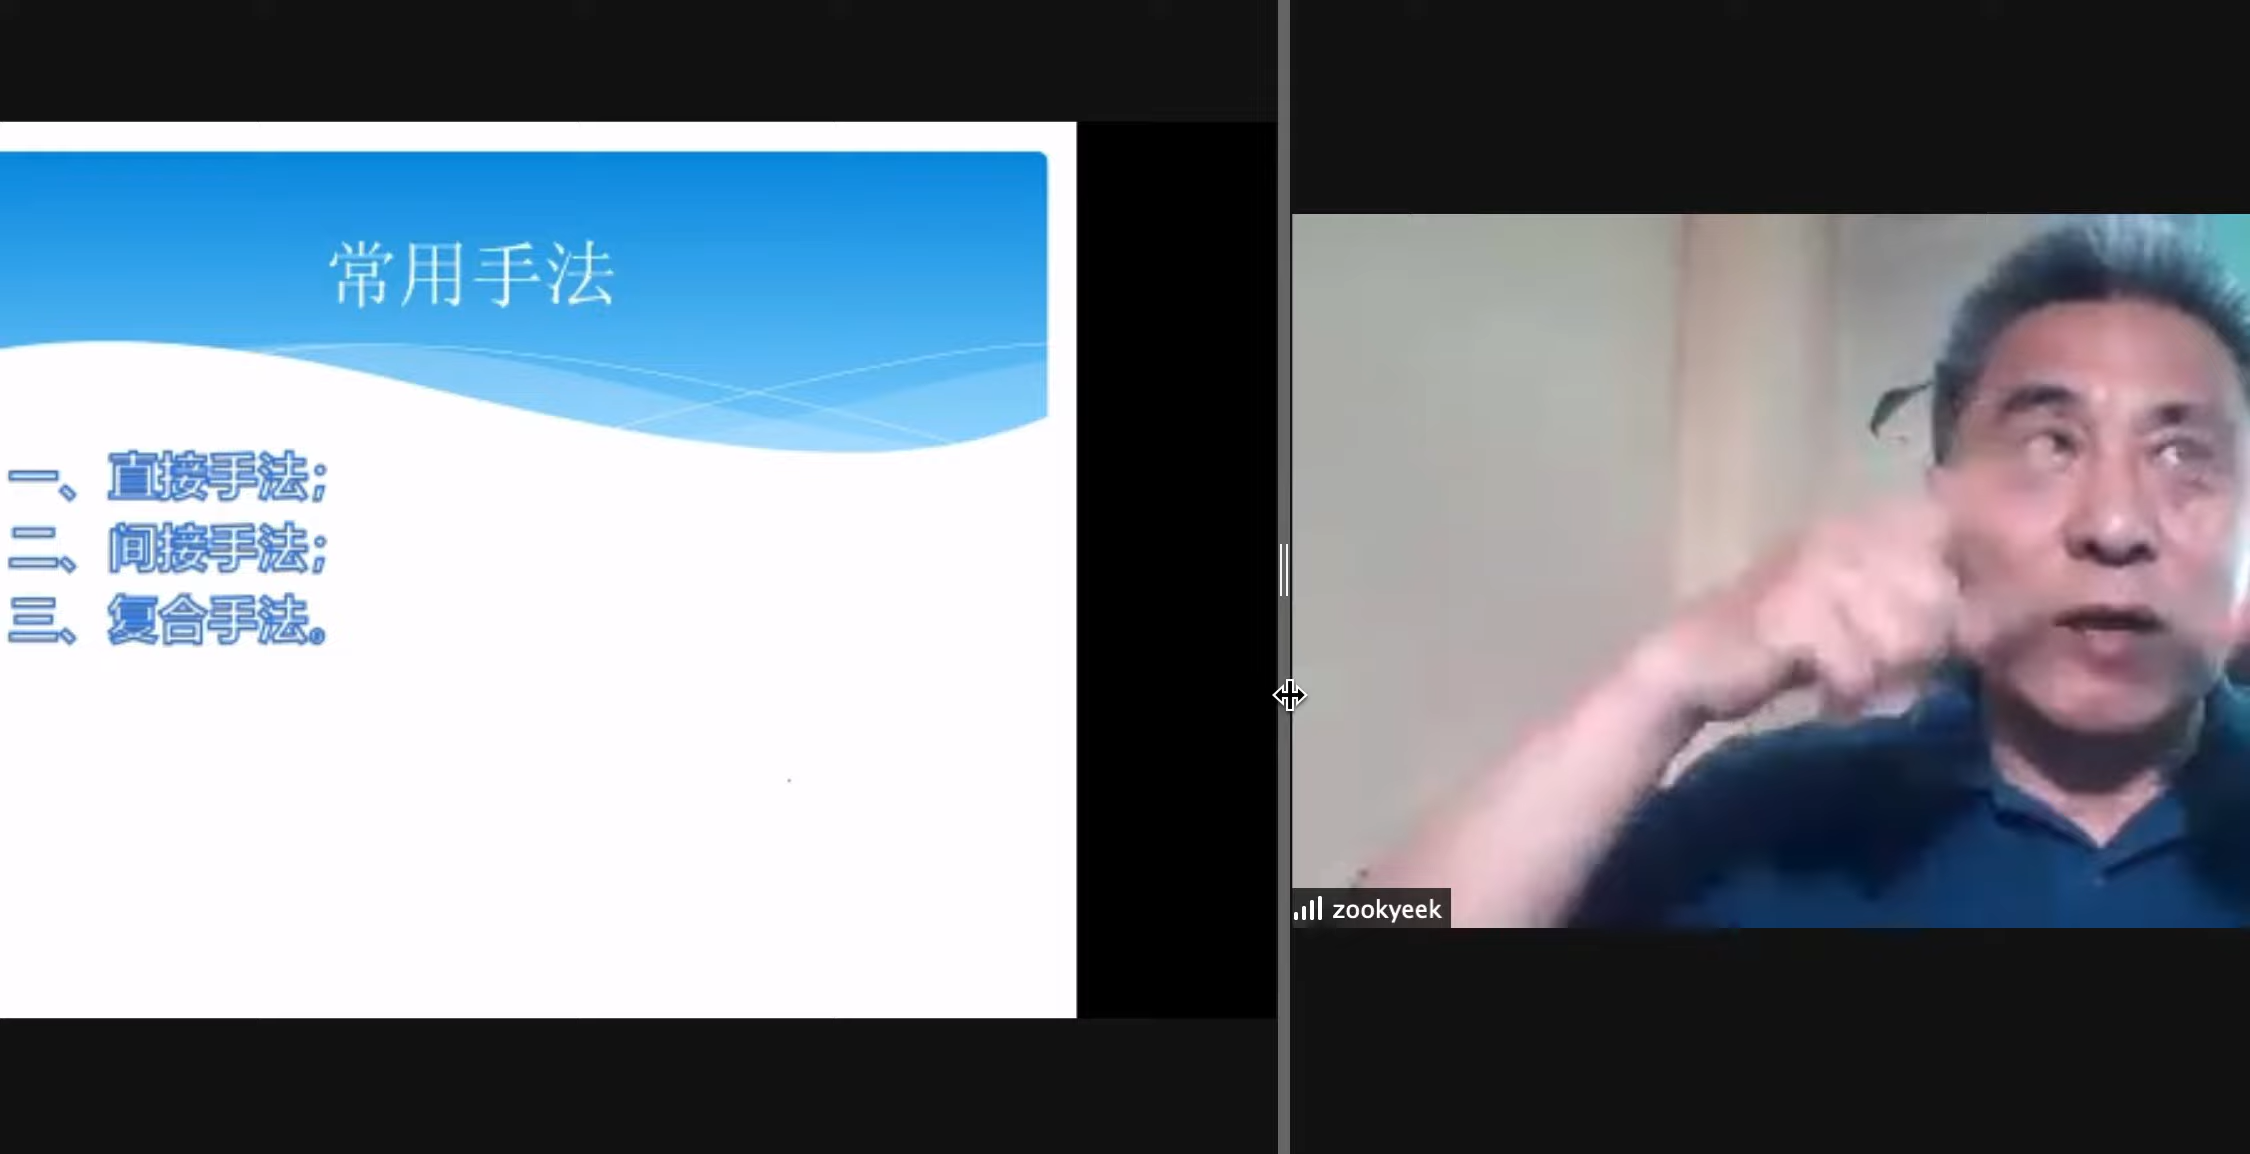 常用手法
一、直接手法；
二、间接手法；
三、复合手法。
zookyeek